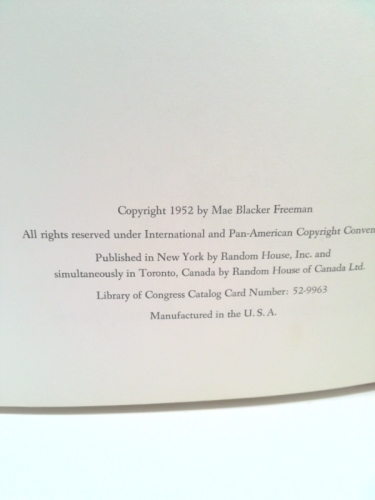 Copyright 1952 by Mae Blacker Freeman
All rights reserved under International and Pan-American Copyright Conven
Published in New York by Random House, Inc. and
simultaneously in Toronto, Canada by Random House of Canada Ltd.
Library of Congress Catalog Card Number: 52-9963
Manufactured in the U. S. A.